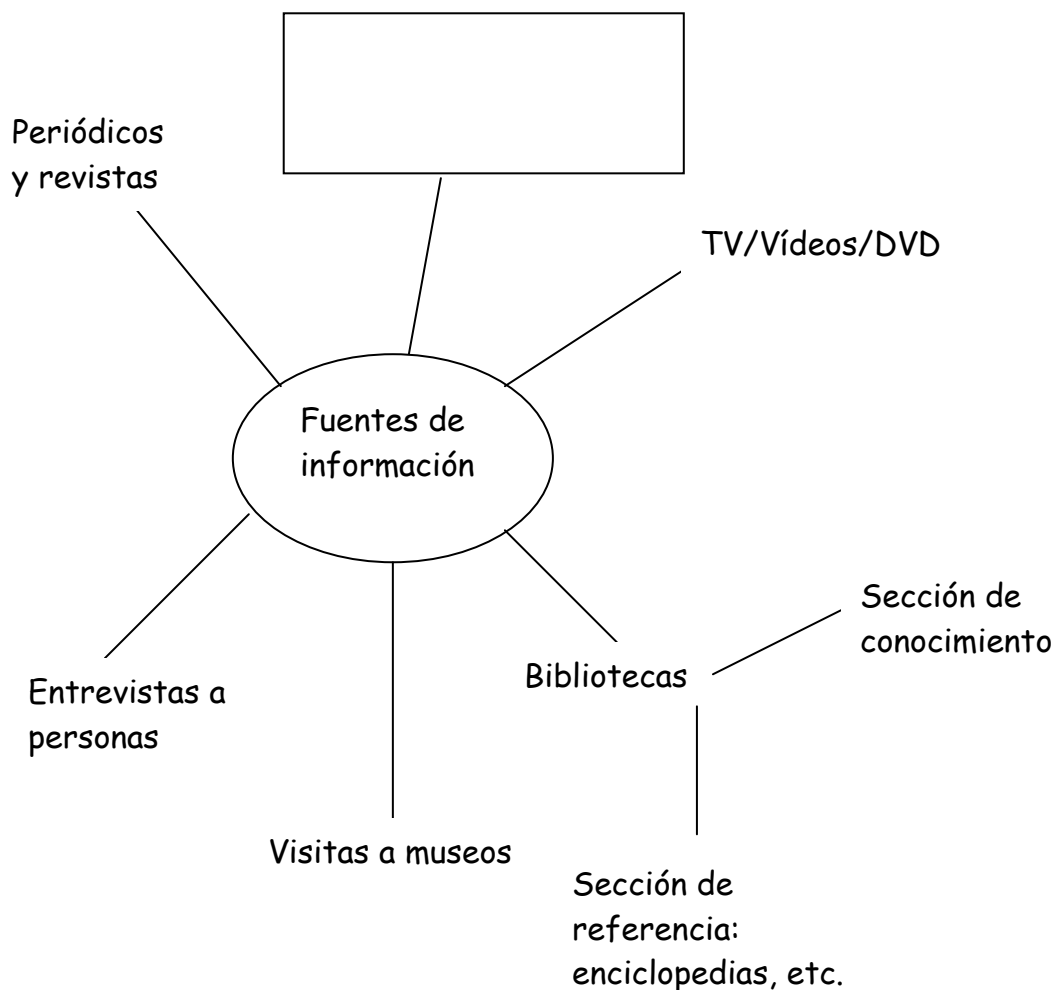 Periódicos
y revistas
TV/Vídeos/DVD
Fuentes de
información
Sección de
conocimiento
Bibliotecas
Entrevistas a
personas
Visitas a museos
Sección de
referencia:
enciclopedias, etc.